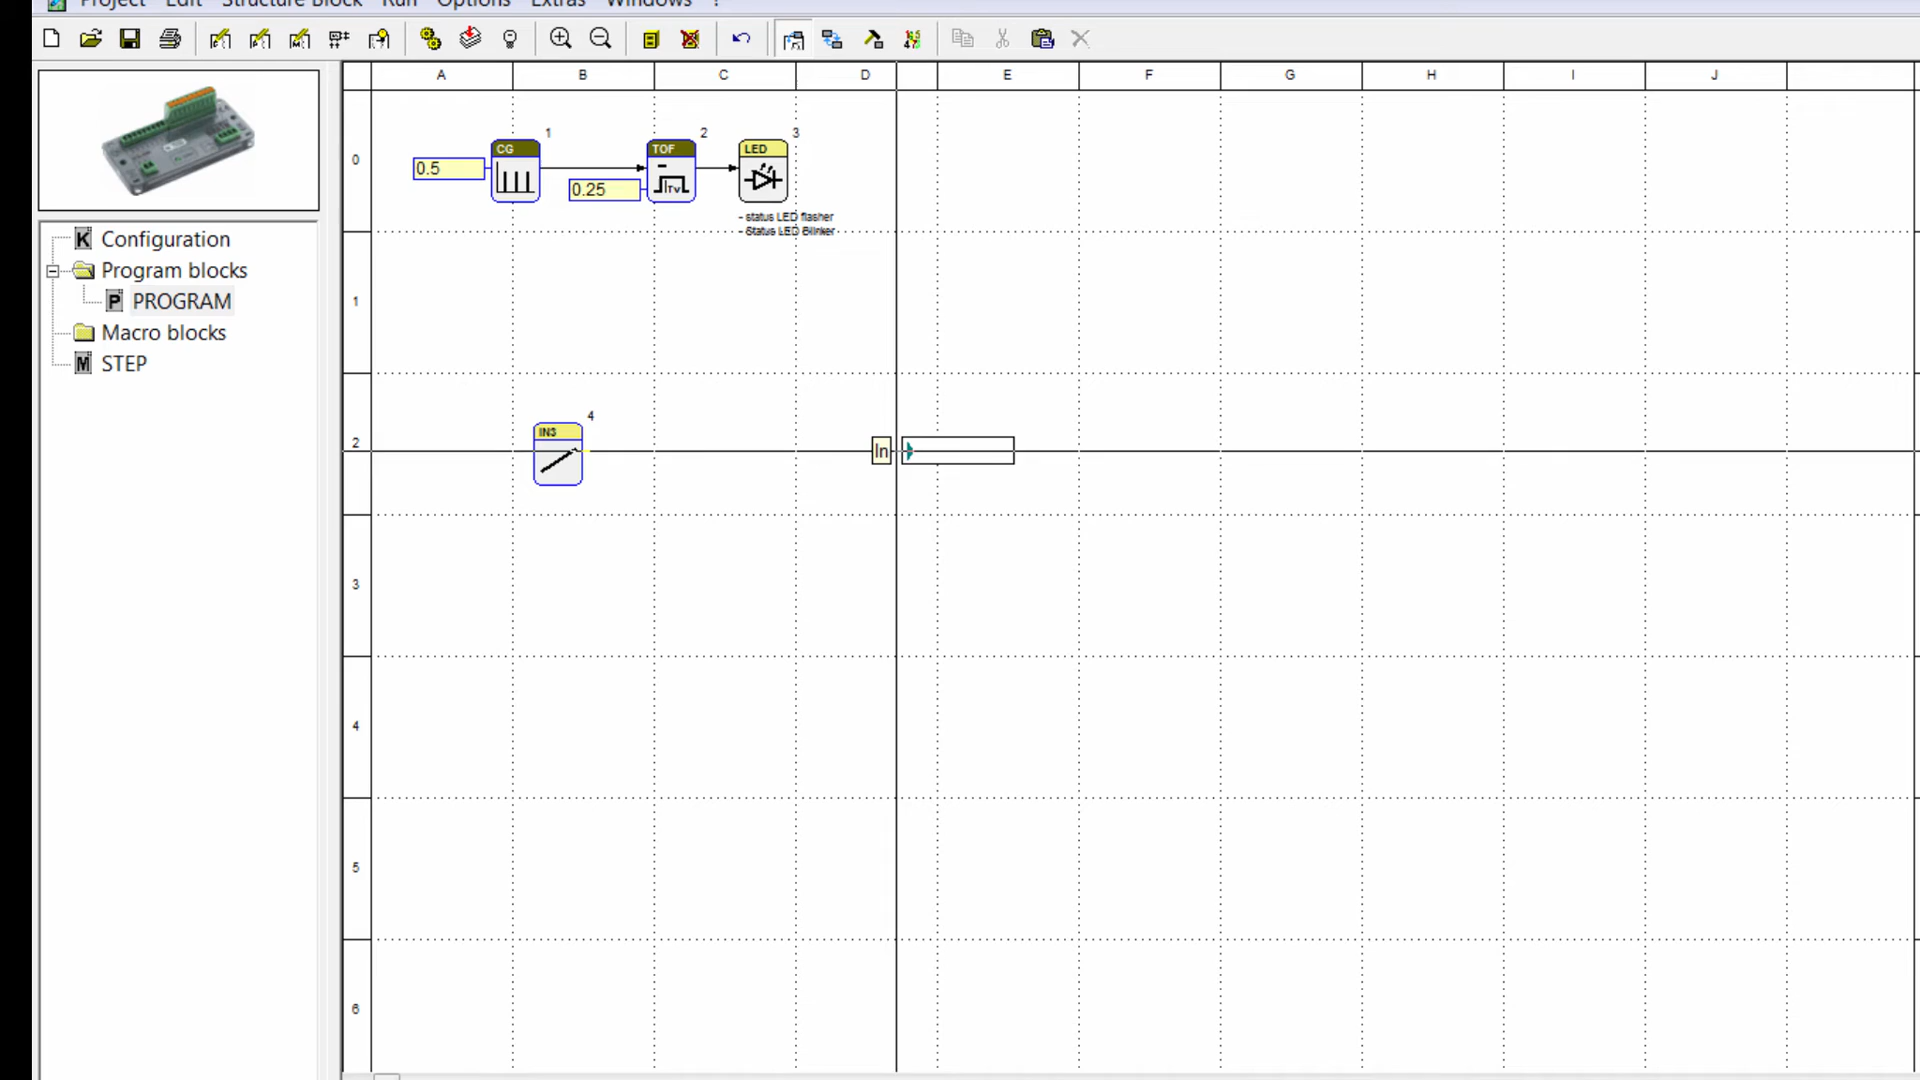 Project Edit Structure Block Run Options Extras Windows ?
A B C D E F G H I J
Configuration
Program blocks
P PROGRAM
Macro blocks
M STEP
K
0
1
2
3
4
5
6
1
CG
0.5
2
TOF
0.25
3
LED
- status LED flasher
- Status LED Blinker
4
IN3
In